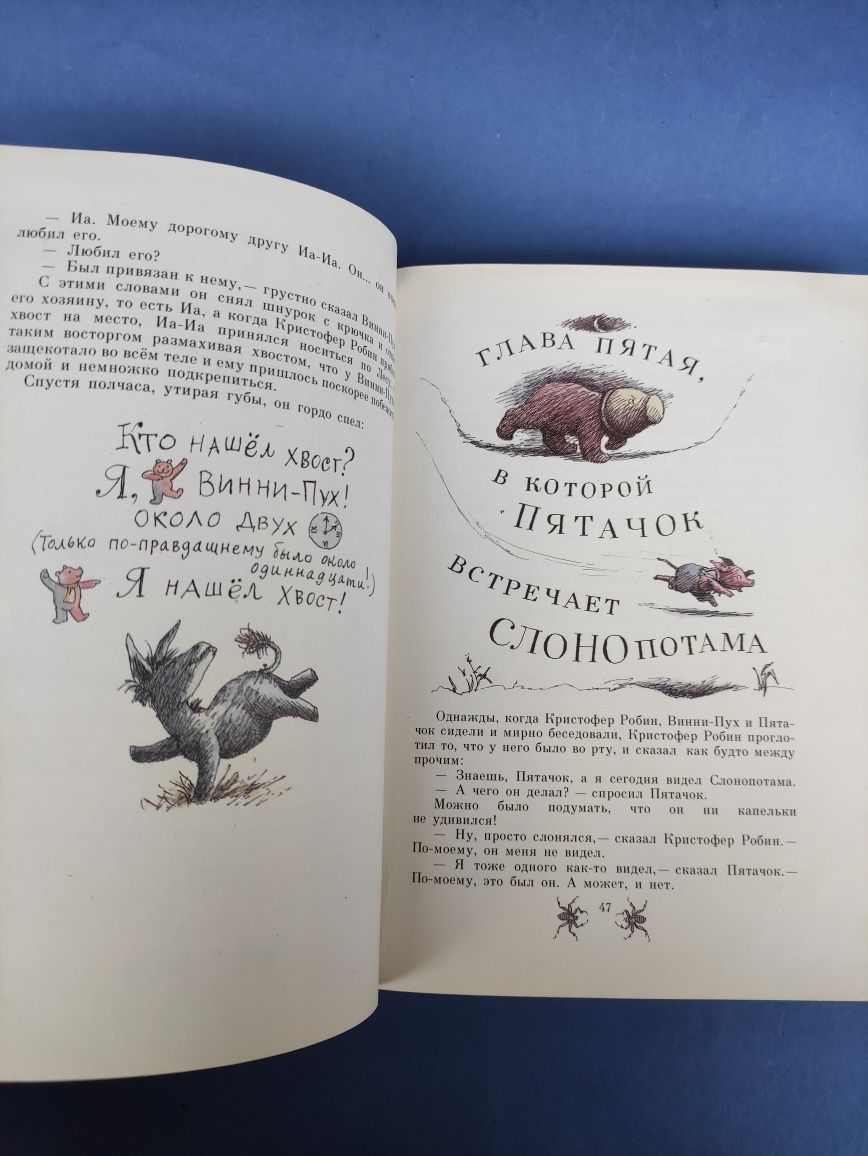 — Иа. Моему дорогому другу Иа-Иа. Он... он
любил его.
— Любил его?
— Был привязан к нему,— грустно сказал Винни-Пух.
С этими словами он снял шнурок с крючка и
его хозяину, то есть Иа, а когда Кристофер Робин
хвост на место, Иа-Иа принялся носиться по Лесу
таким восторгом размахивая хвостом, что у Винни-Пуха
защекотало во всём теле и ему пришлось поскорее
домой и немножко подкрепиться.
Спустя полчаса, утирая губы, он гордо спел:
Кто нашёл хвост?
Я, Винни-Пух!
около двух
(Только по-правдашнему было около
одиннадцати!)
Я нашёл хвост!
ГЛАВА ПЯТАЯ,
В КОТОРОЙ
ПЯТАЧОК
ВСТРЕЧАЕТ
СЛОНОПОТАМА
Однажды, когда Кристофер Робин, Винни-Пух и Пята-
чок сидели и мирно беседовали, Кристофер Робин прогло-
тил то, что у него было во рту, и сказал как будто между
прочим:
— Знаешь, Пятачок, а я сегодня видел Слонопотама.
— А чего он делал? — спросил Пятачок.
Можно было подумать, что он ни капельки
не удивился!
— Ну, просто слонялся,— сказал Кристофер Робин.—
По-моему, он меня не видел.
— Я тоже одного как-то видел,— сказал Пятачок.—
По-моему, это был он. А может, и нет.
47